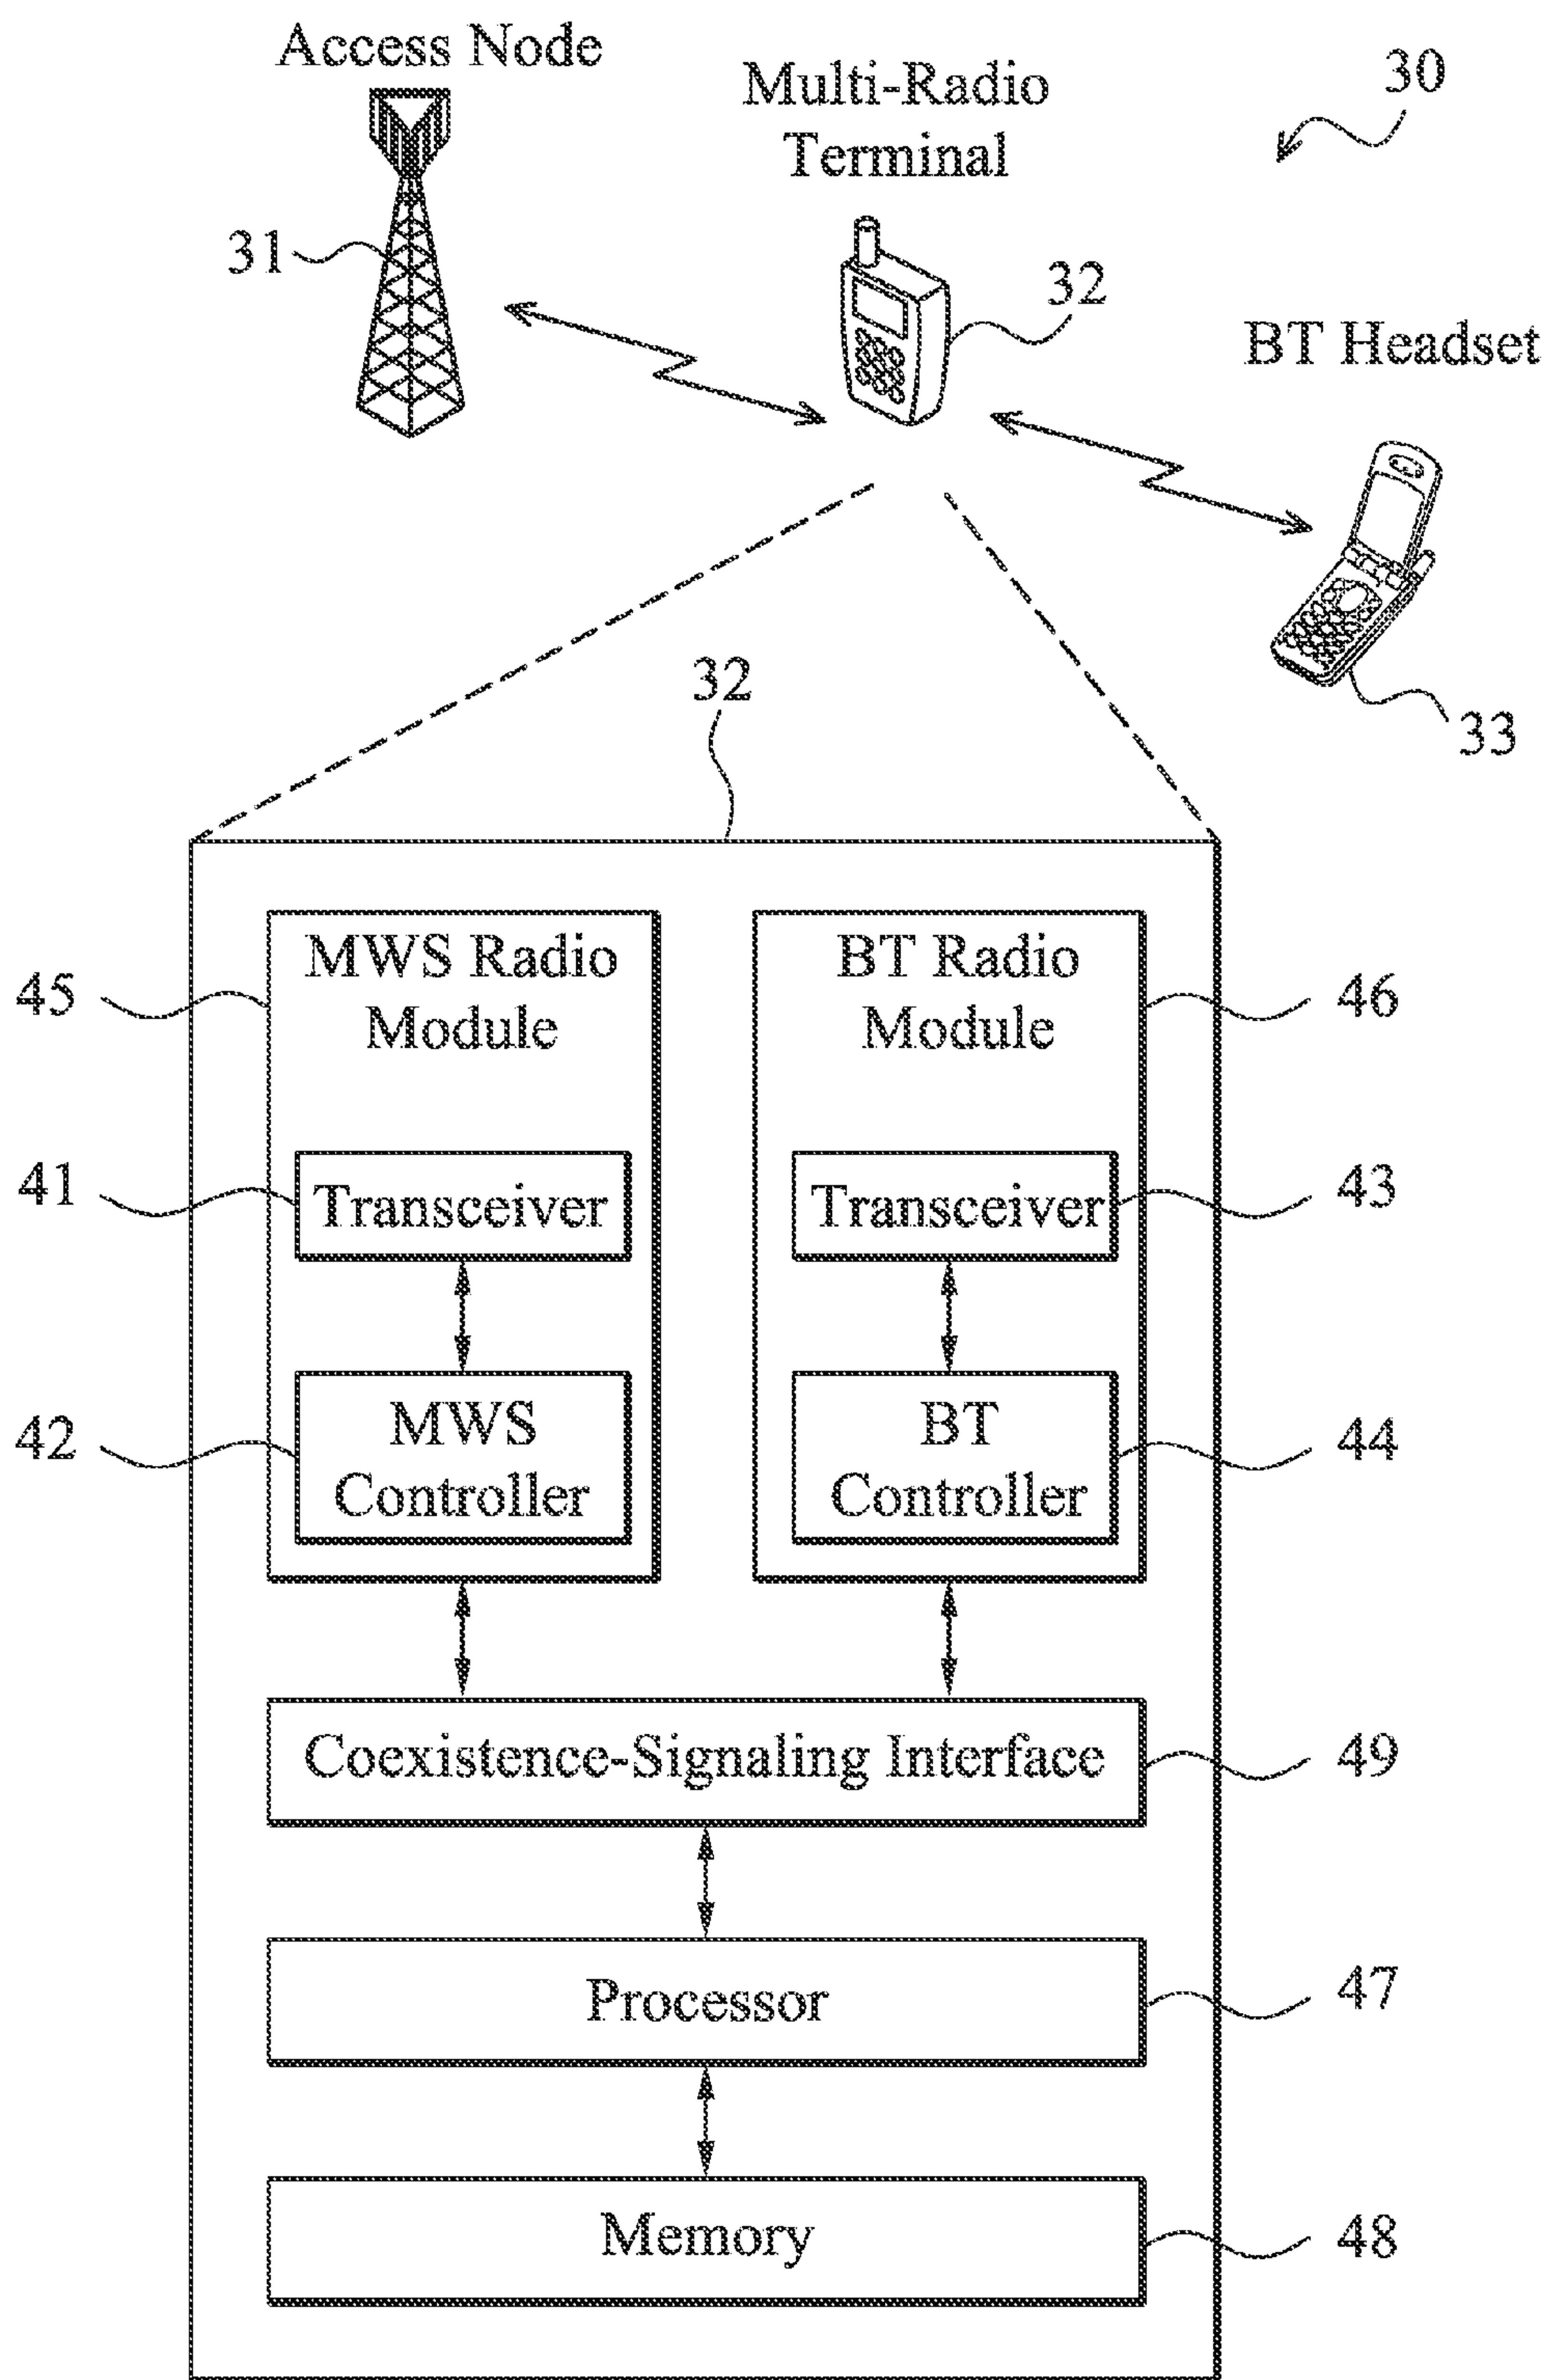 Access Node
Multi-Radio
Terminal
30
31
32
BT Headset
33
32
MWS Radio
Module
BT Radio
Module
45
46
41
Transceiver
Transceiver
43
42
MWS
Controller
BT
Controller
44
Coexistence-Signaling Interface
49
Processor
47
Memory
48